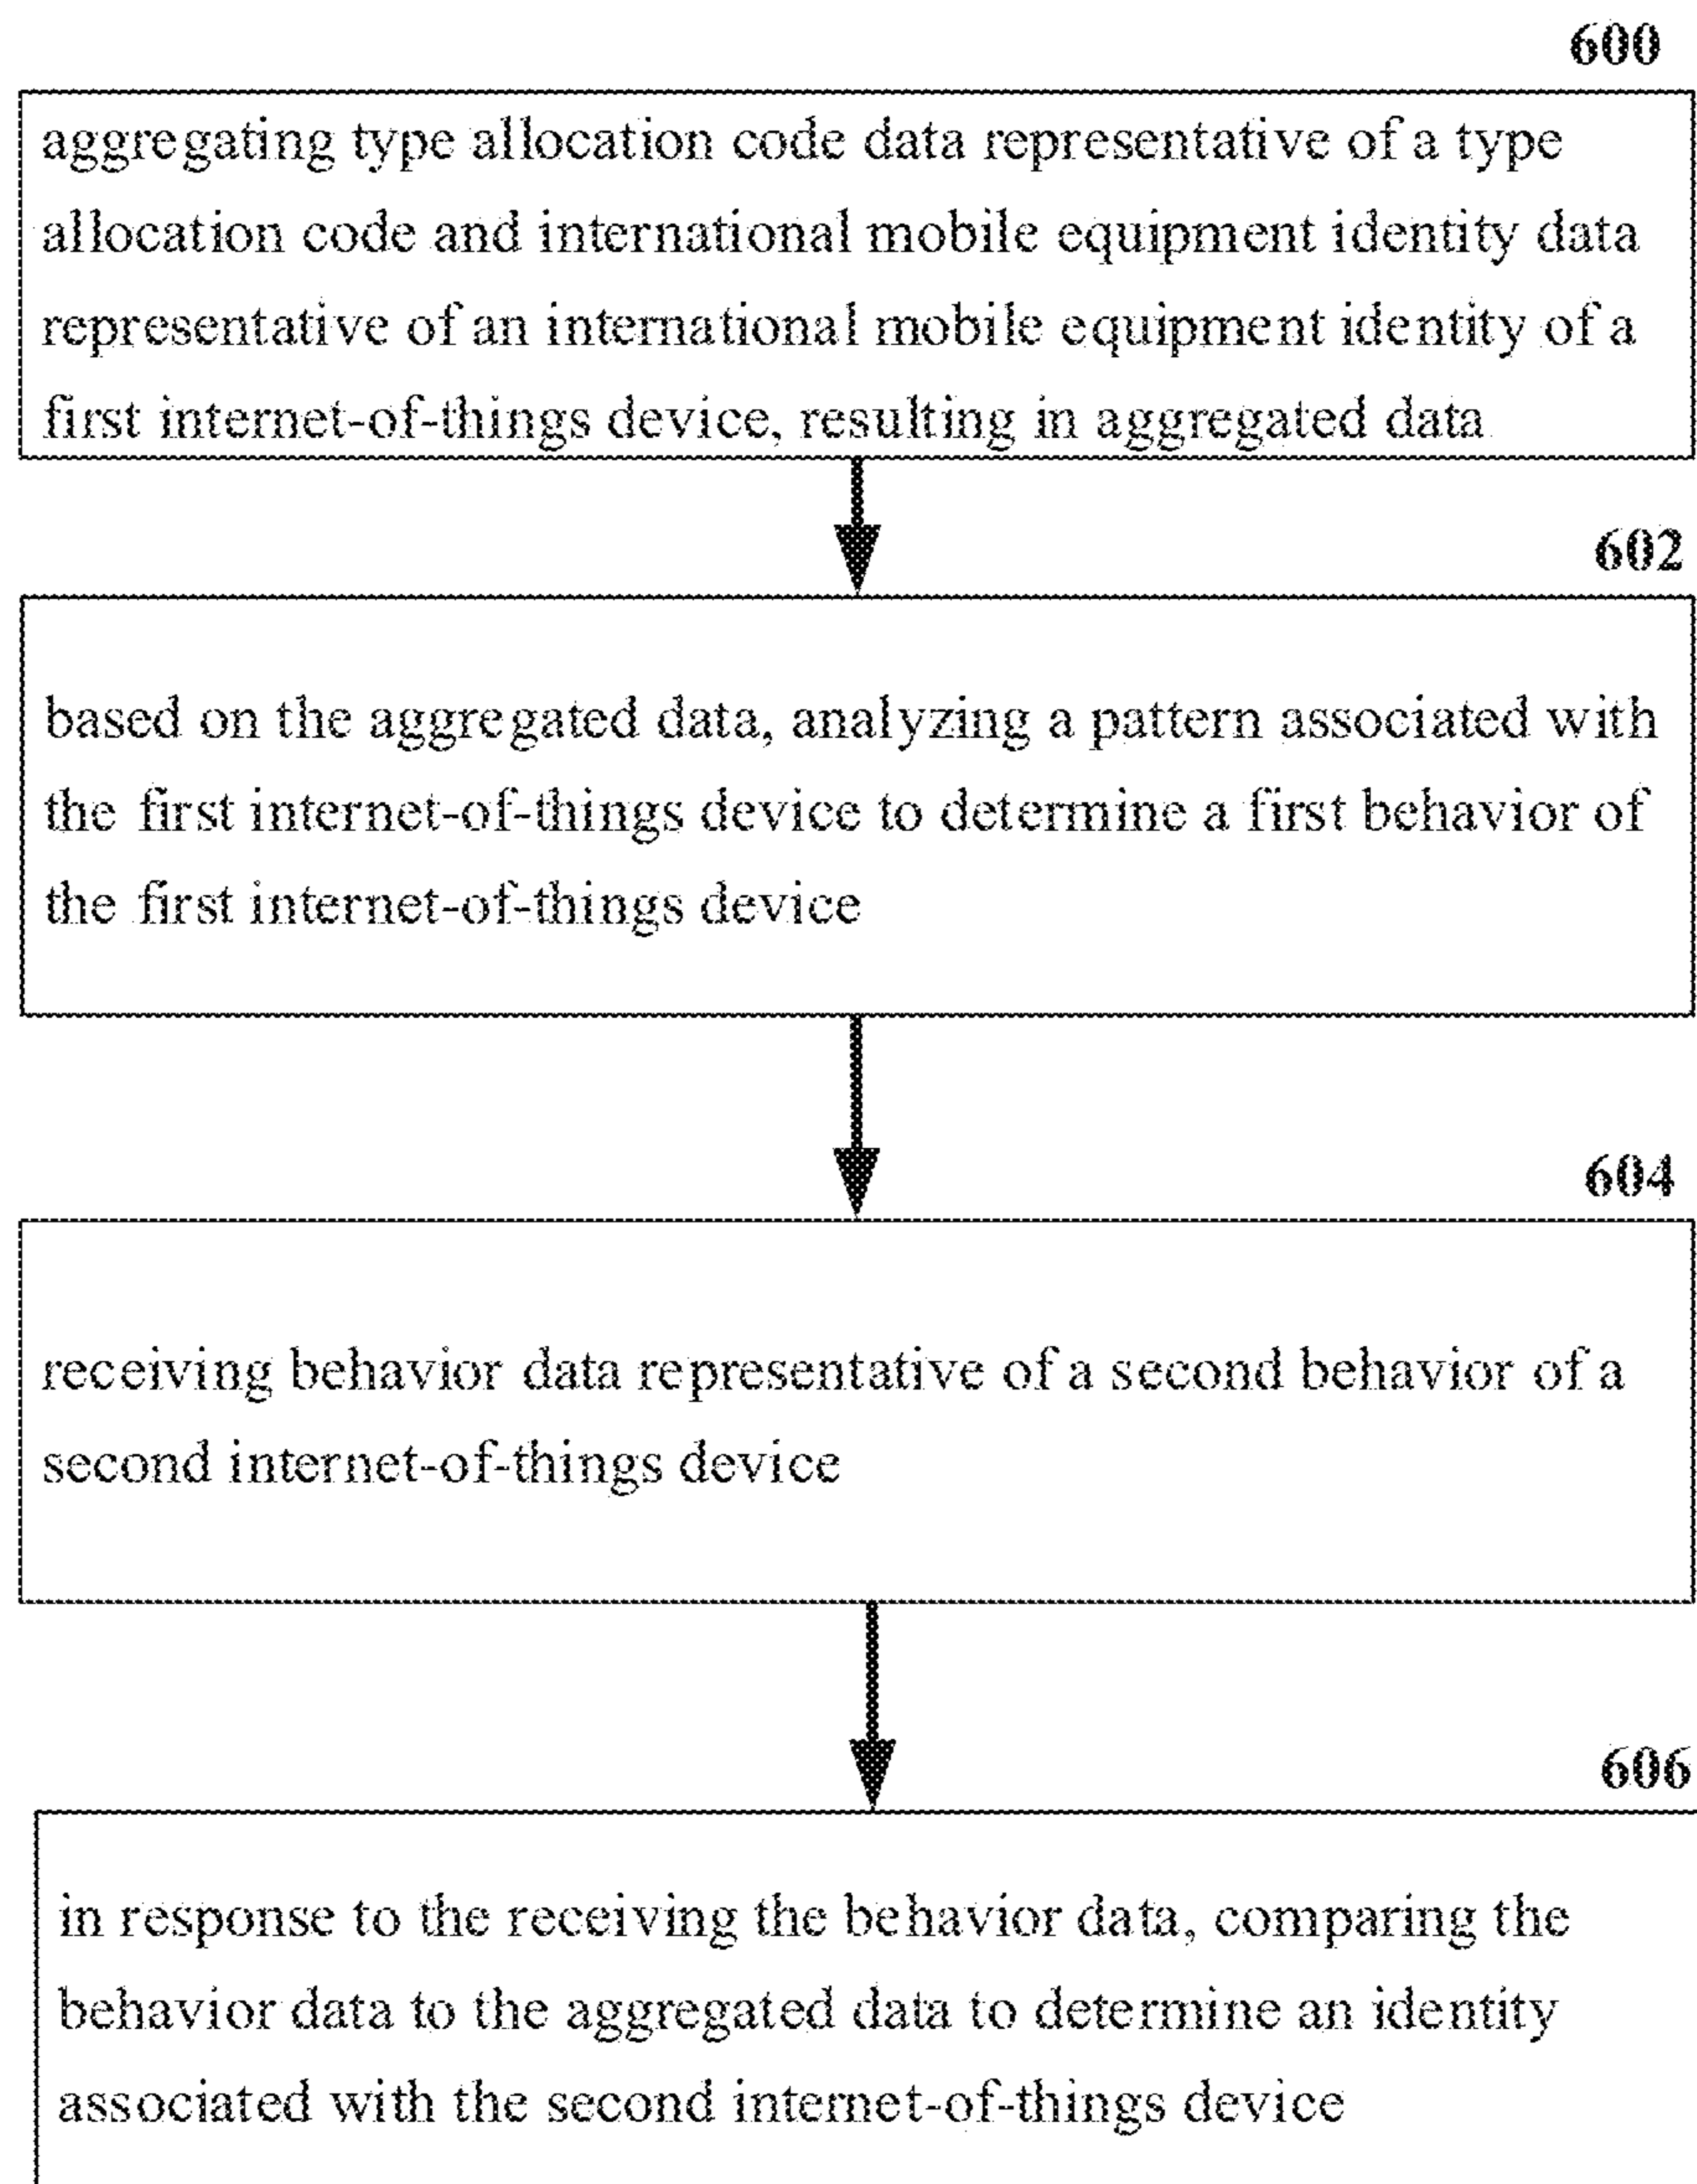 600
aggregating type allocation code data representative of a type
allocation code and international mobile equipment identity data
representative of an international mobile equipment identity of a
first internet-of-things device, resulting in aggregated data
602
based on the aggregated data, analyzing a pattern associated with
the first internet-of-things device to determine a first behavior of
the first internet-of-things device
604
receiving behavior data representative of a second behavior of a
second internet-of-things device
606
in response to the receiving the behavior data, comparing the
behavior data to the aggregated data to determine an identity
associated with the second internet-of-things device